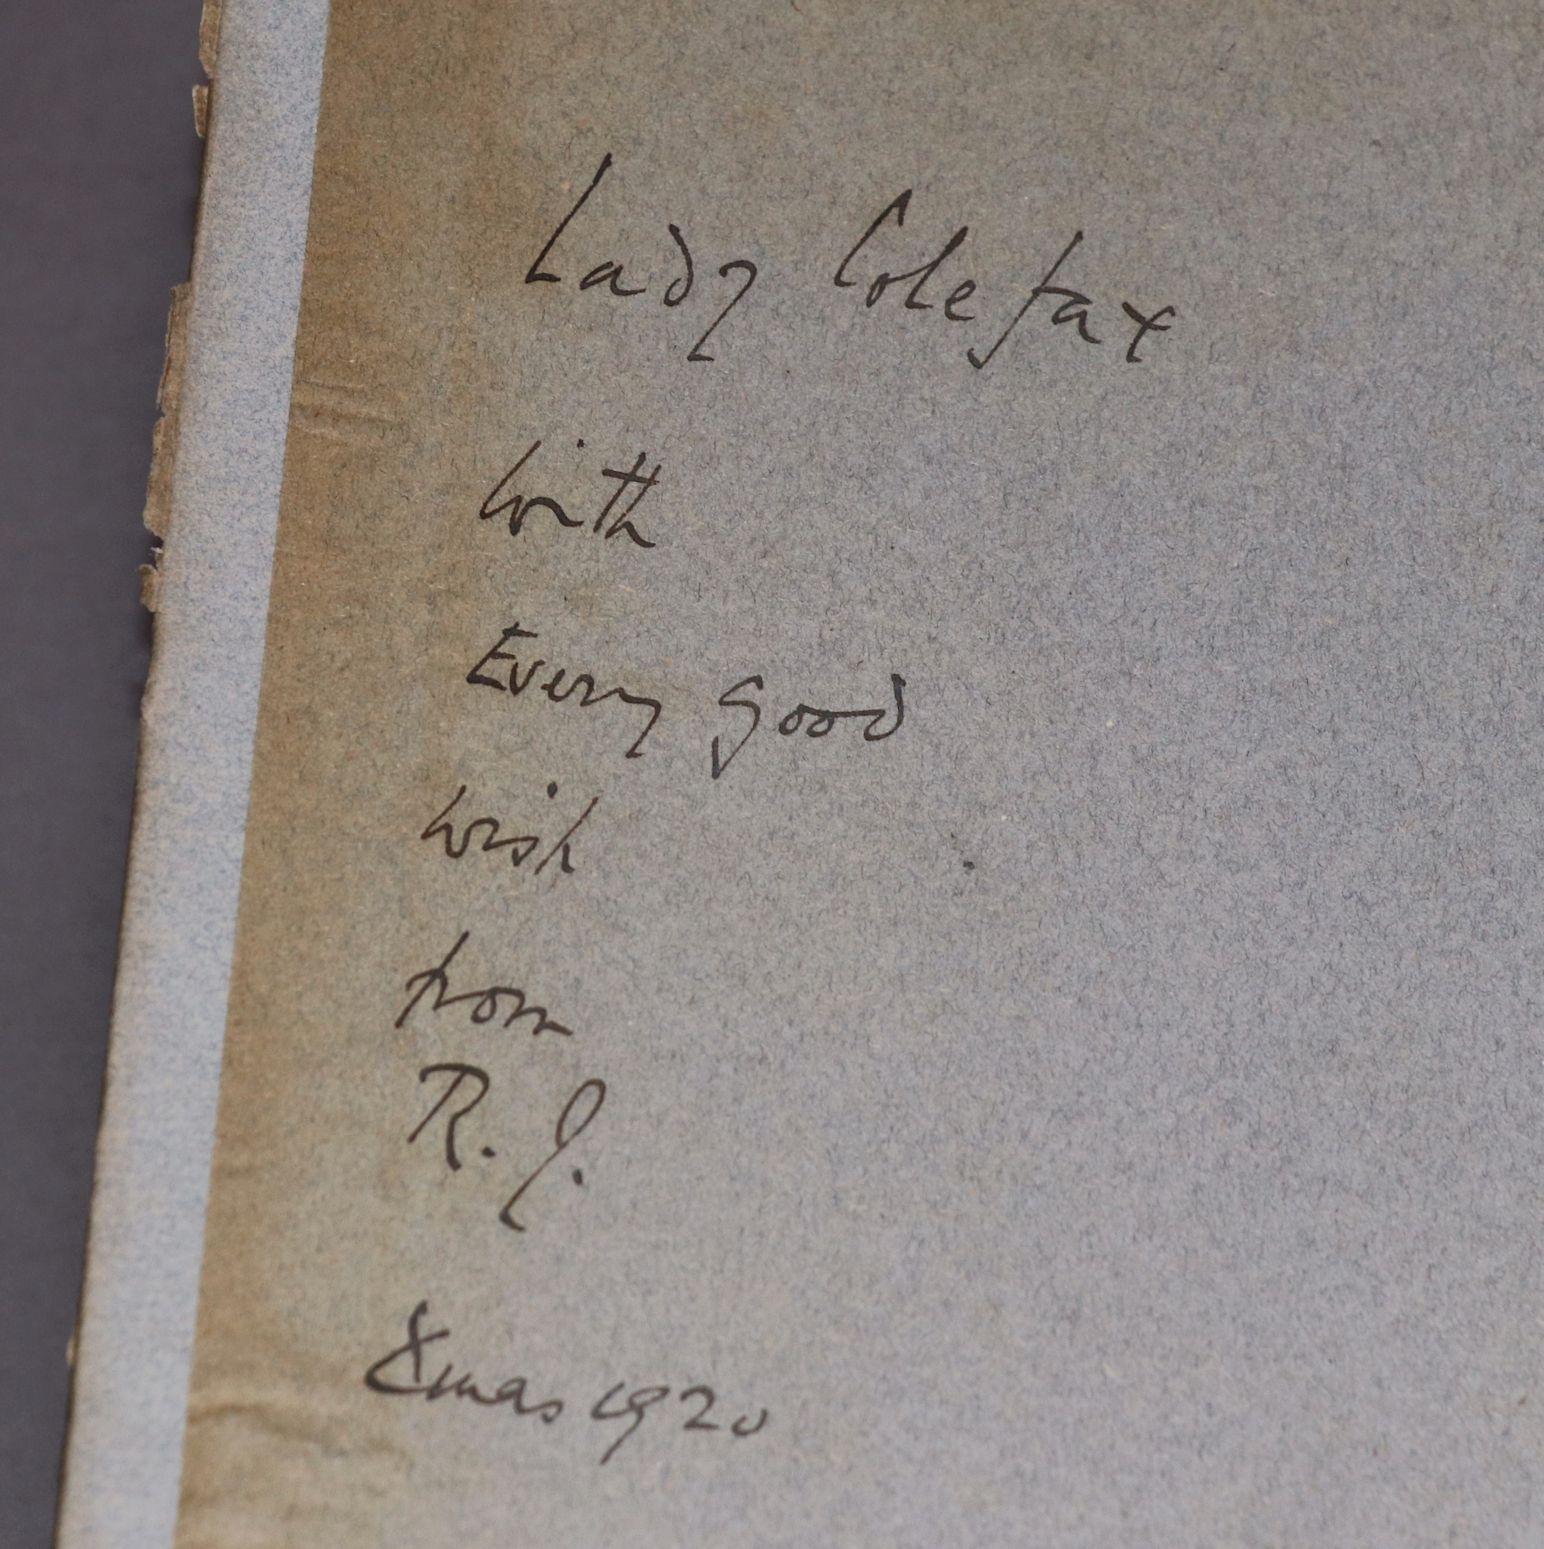 Lady Colefax
with
Every good
wish
from
R. J.
Xmas 1920